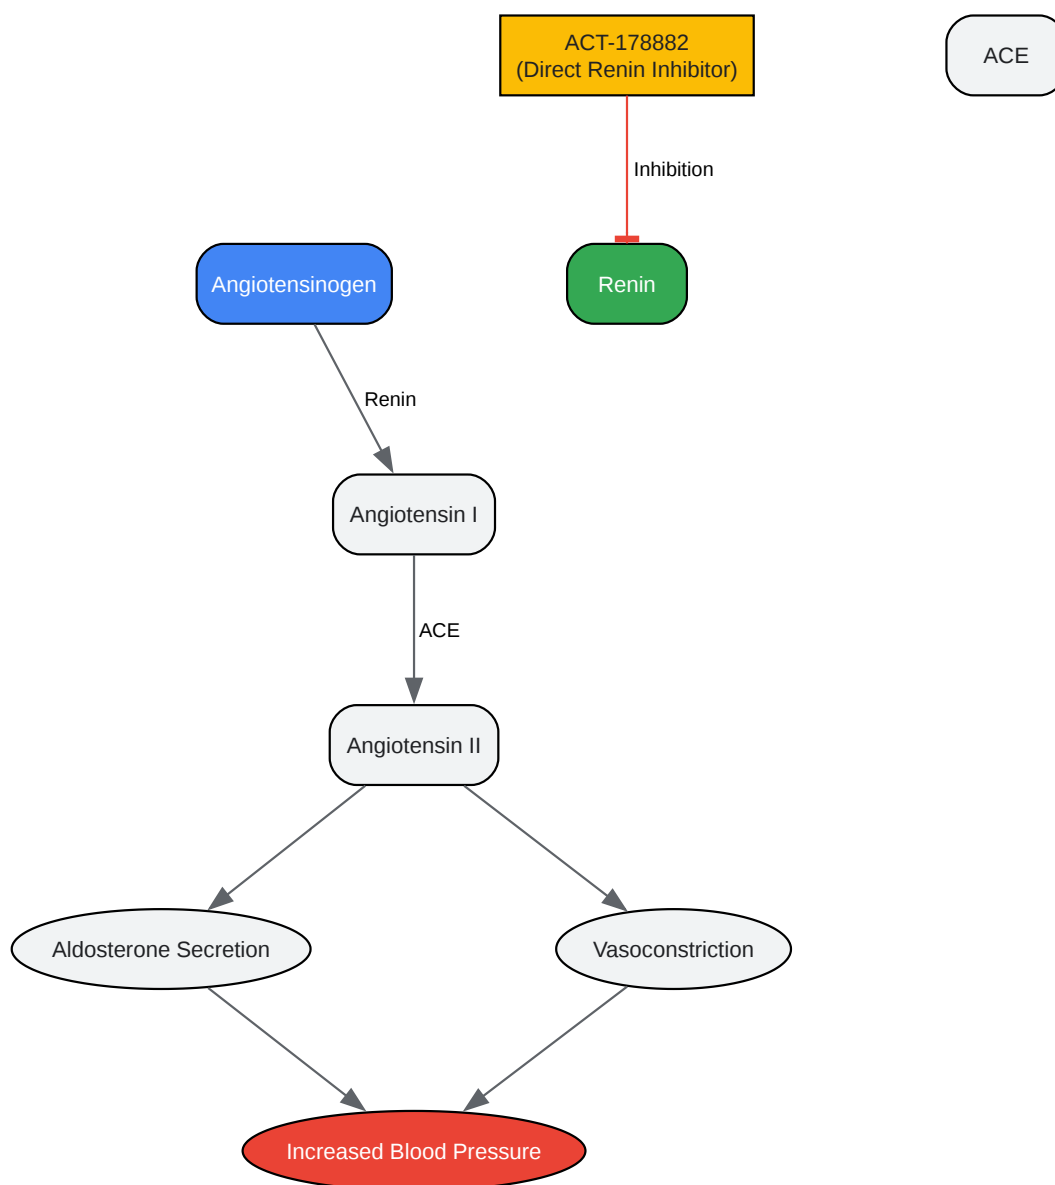 ACT-178882
(Direct Renin Inhibitor)
ACE
Inhibition
Angiotensinogen
Renin
Renin
Angiotensin I
ACE
Angiotensin II
Aldosterone Secretion
Vasoconstriction
Increased Blood Pressure